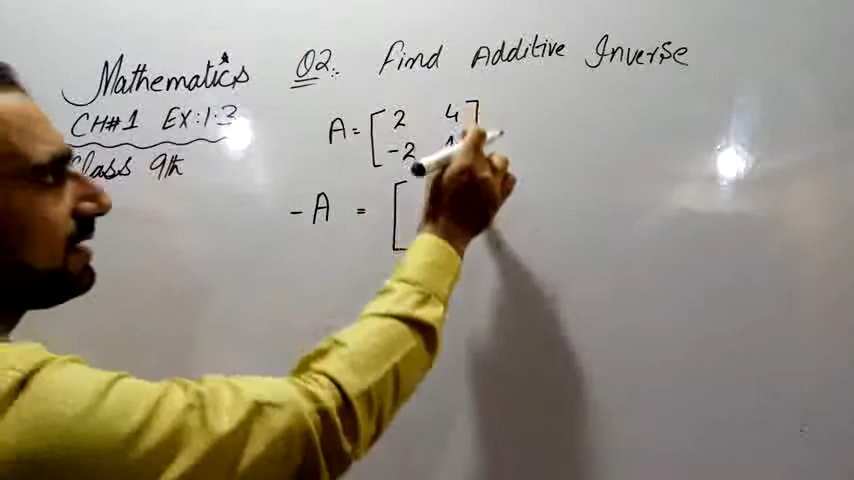 Mathematics
CH#1 Ex:1.3
Class 9th
Q2:. Find Additive Inverse
A = [ 2 4 ]
-2
- A = [